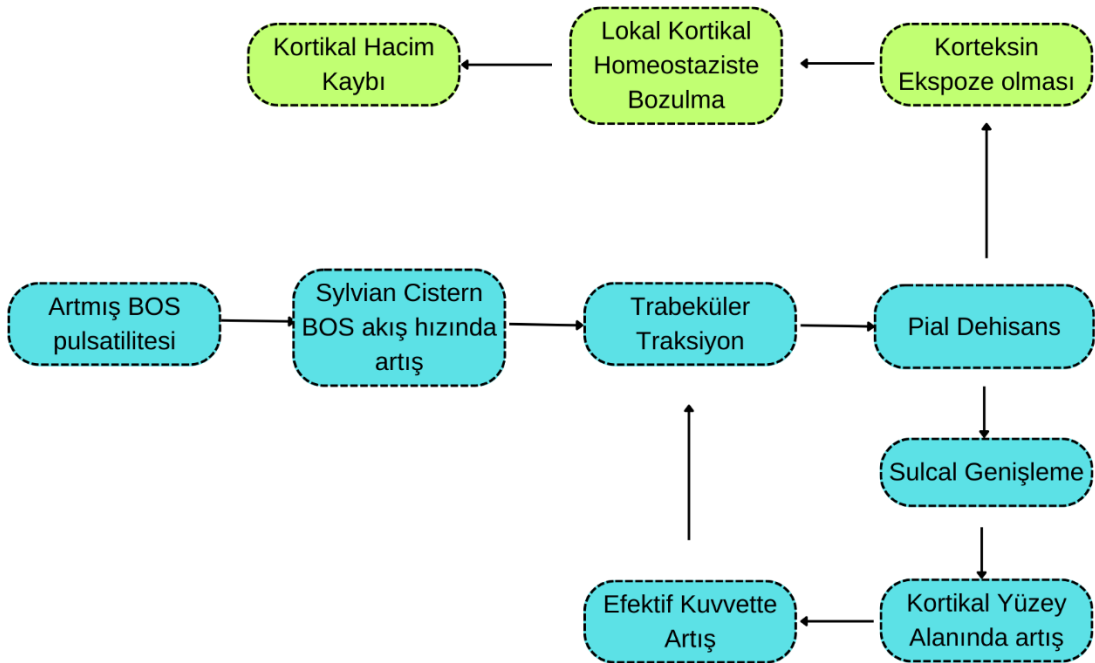 Kortikal Hacim
Kaybı
Lokal Kortikal
Homeostaziste
Bozulma
Korteksin
Ekspoze olması
Artmış BOS
pulsatilitesi
Sylvian Cistern
BOS akış hızında
artış
Trabeküler
Traksiyon
Pial Dehisans
Sulcal Genişleme
Efektif Kuvvette
Artış
Kortikal Yüzey
Alanında artış